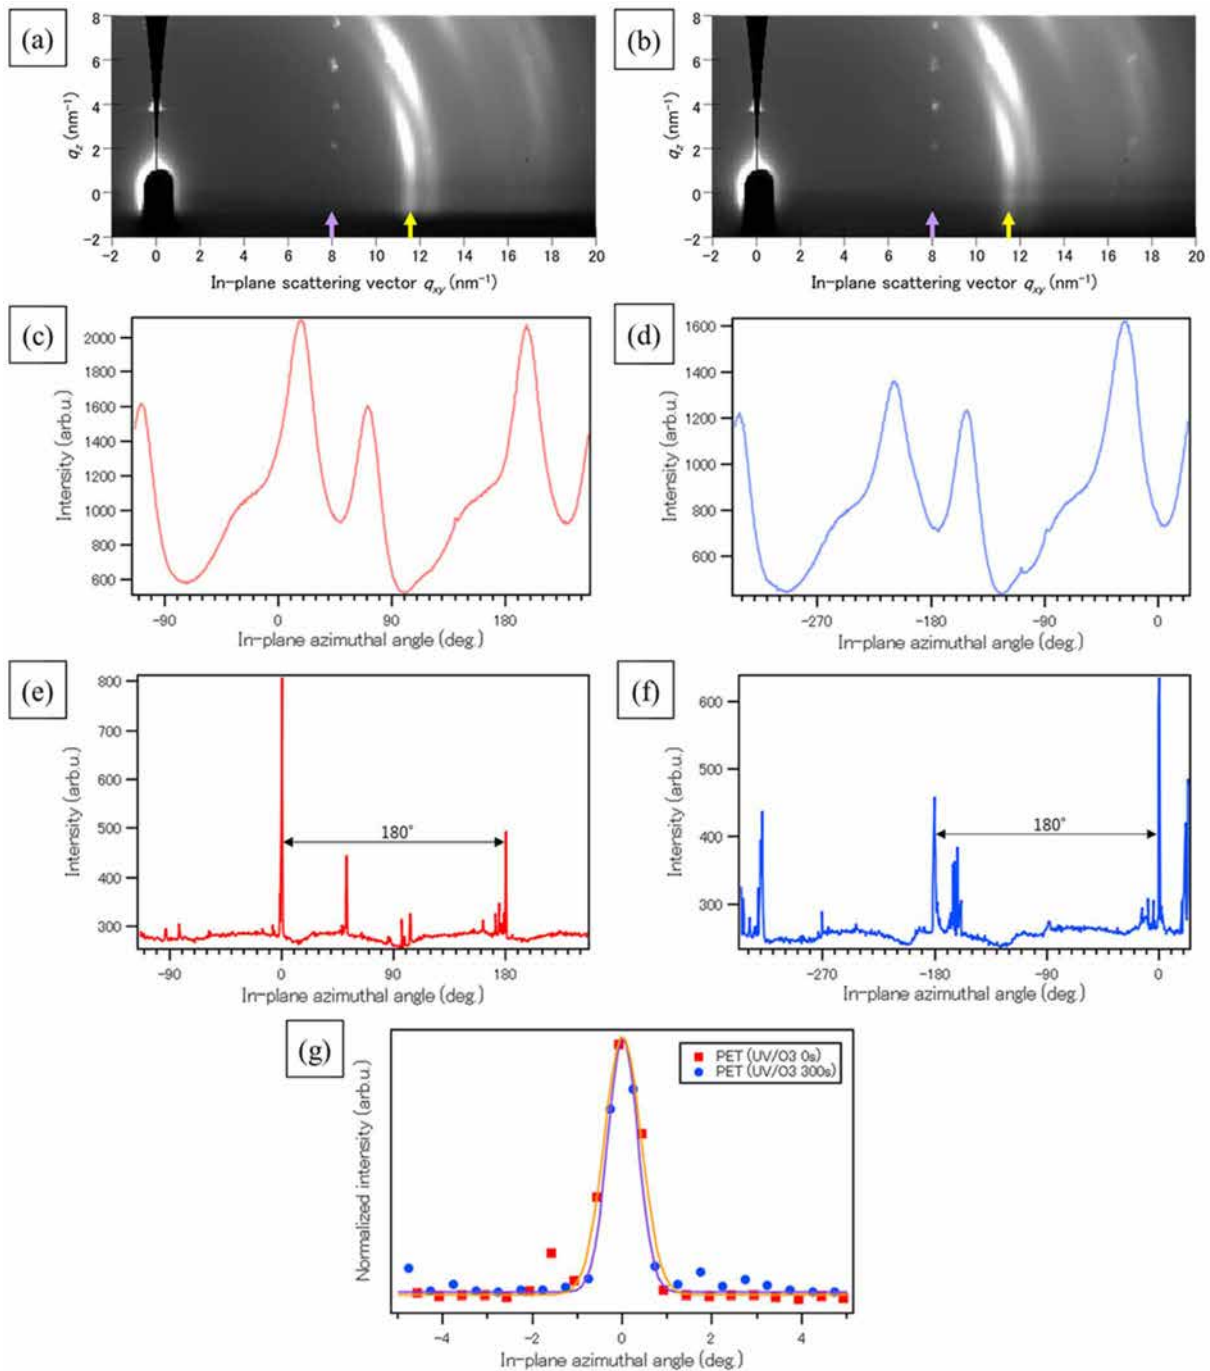 (a)
8
6
4
2
0
−2
q_z (nm⁻¹)
−2 0 2 4 6 8 10 12 14 16 18 20
In-plane scattering vector q_xy (nm⁻¹)
(b)
8
6
4
2
0
−2
q_z (nm⁻¹)
−2 0 2 4 6 8 10 12 14 16 18 20
In-plane scattering vector q_xy (nm⁻¹)
(c)
2000
1800
1600
1400
1200
1000
800
600
Intensity (arb.u.)
−90 0 90 180
In-plane azimuthal angle (deg.)
(d)
1600
1400
1200
1000
800
600
Intensity (arb.u.)
−270 −180 −90 0
In-plane azimuthal angle (deg.)
(e)
800
700
600
500
400
300
Intensity (arb.u.)
180°
−90 0 90 180
In-plane azimuthal angle (deg.)
(f)
600
500
400
300
Intensity (arb.u.)
180°
−270 −180 −90 0
In-plane azimuthal angle (deg.)
(g)
Normalized intensity (arb.u.)
PET (UV/O3 0s)
PET (UV/O3 300s)
−4 −2 0 2 4
In-plane azimuthal angle (deg.)